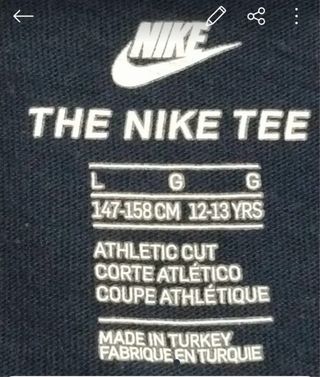 NIKE
THE NIKE TEE
L G G
147-158 CM 12-13 YRS
ATHLETIC CUT
CORTE ATLÉTICO
COUPE ATHLÉTIQUE
MADE IN TURKEY
FABRIQUE EN TURQUIE